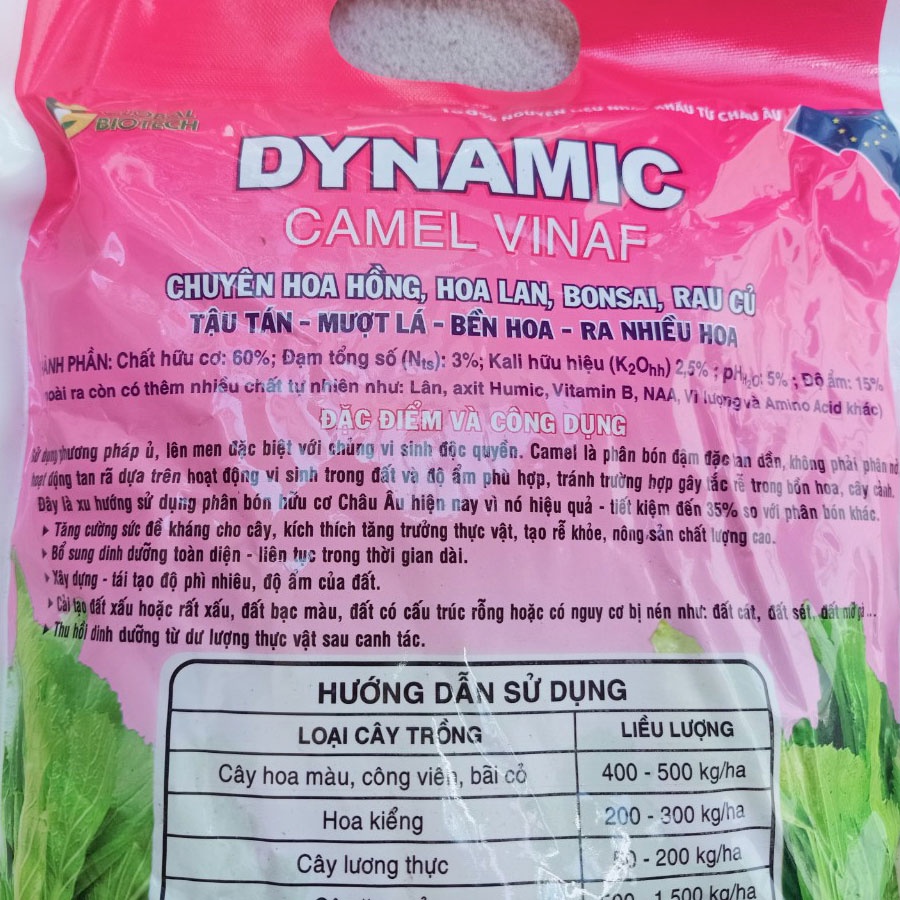 BIOTECH
TỪ CHÂU ÂU
DYNAMIC
CAMEL VINAF
CHUYÊN HOA HỒNG, HOA LAN, BONSAI, RAU CỦ
TẬU TÁN - MƯỢT LÁ - BỀN HOA - RA NHIỀU HOA
PHẦN: Chất hữu cơ: 60%; Đạm tổng số (Nts): 3%; Kali hữu hiệu (K2Ohh) 2,5% ; pHH2O: 5% ; Độ ẩm: 15%
ra còn có thêm nhiều chất tự nhiên như: Lân, axit Humic, Vitamin B, NAA, Vi lượng và Amino Acid khác)
ĐẶC ĐIỂM VÀ CÔNG DỤNG
dụng phương pháp ủ, lên men đặc biệt với chủng vi sinh độc quyền. Camel là phân bón đậm đặc tan dần, không phải phân nở
hoạt động tan rã dựa trên hoạt động vi sinh trong đất và độ ẩm phù hợp, tránh trường hợp gây tắc rễ trong bồn hoa, cây cảnh.
Đây là xu hướng sử dụng phân bón hữu cơ Châu Âu hiện nay vì nó hiệu quả - tiết kiệm đến 35% so với phân bón khác.
▸ Tăng cường sức đề kháng cho cây, kích thích tăng trưởng thực vật, tạo rễ khỏe, nông sản chất lượng cao.
▸ Bổ sung dinh dưỡng toàn diện - liên tục trong thời gian dài.
▸ Xây dựng - tái tạo độ phì nhiêu, độ ẩm của đất.
▸ Cải tạo đất xấu hoặc rất xấu, đất bạc màu, đất có cấu trúc rỗng hoặc có nguy cơ bị nén như: đất cát, đất sét, đất
▸ Thu hồi dinh dưỡng từ dư lượng thực vật sau canh tác.
HƯỚNG DẪN SỬ DỤNG
LOẠI CÂY TRỒNG LIỀU LƯỢNG
Cây hoa màu, công viên, bãi cỏ 400 - 500 kg/ha
Hoa kiểng 200 - 300 kg/ha
Cây lương thực - 200 kg/ha
- 1.500 kg/ha